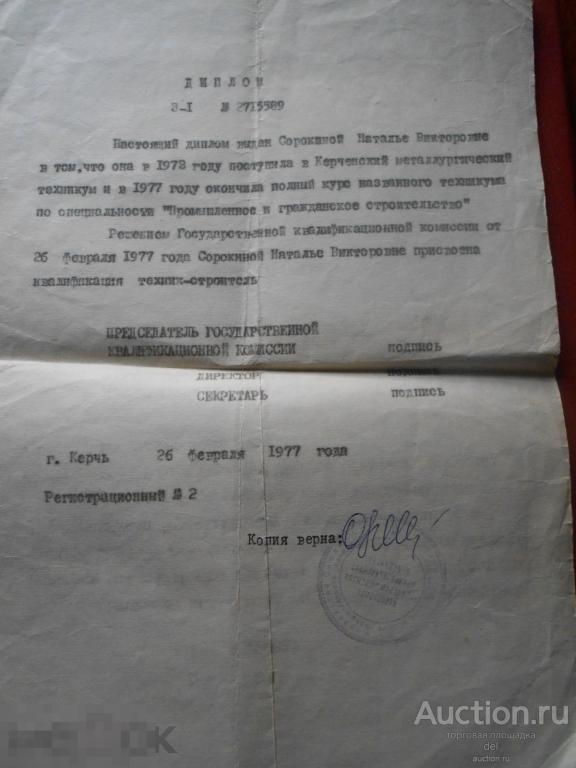 ДИПЛОМ
З-I № 2715589
Настоящий диплом выдан Сорокиной Наталье Викторовне
в том,что она в 1973 году поступила в Керченский металлургический
техникум и в 1977 году окончила полный курс названного техникума
по специальности "Промышленное и гражданское строительство"
Решением Государственной квалификационной комиссии от
26 февраля 1977 года Сорокиной Наталье Викторовне присвоена
квалификация техник-строитель
ПРЕДСЕДАТЕЛЬ ГОСУДАРСТВЕННОЙ
КВАЛИФИКАЦИОННОЙ КОМИССИИ подпись
ДИРЕКТОР подпись
СЕКРЕТАРЬ подпись
г. Керчь 26 февраля 1977 года
Регистрационный № 2
Копия верна:
Auction.ru
торговая площадка
del
auction.ru